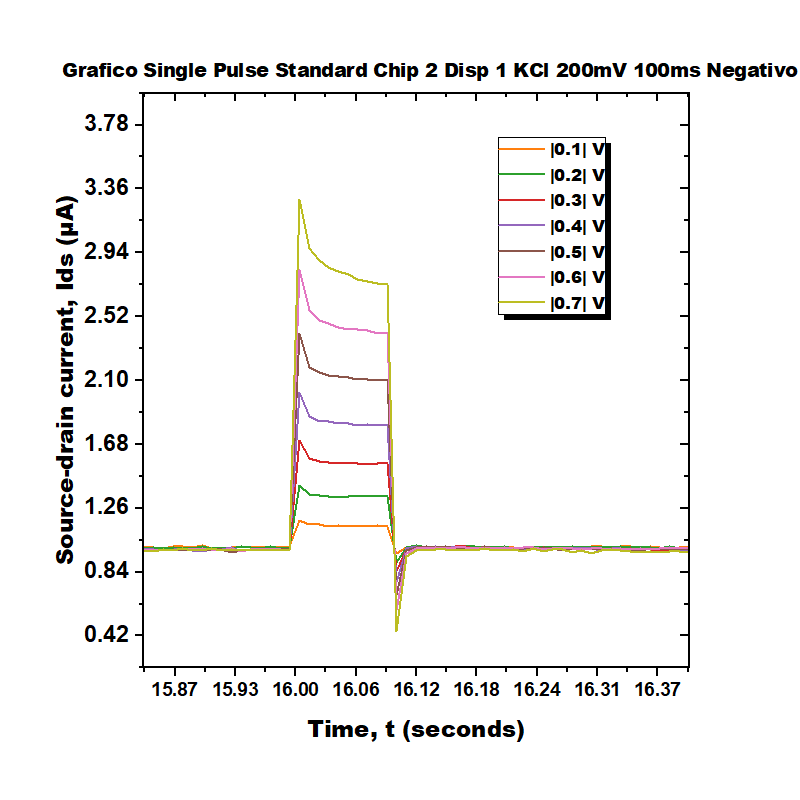 Grafico Single Pulse Standard Chip 2 Disp 1 KCl 200mV 100ms Negativo
3.78
3.36
2.94
2.52
2.10
1.68
1.26
0.84
0.42
Source-drain current, Ids (µA)
|0.1| V
|0.2| V
|0.3| V
|0.4| V
|0.5| V
|0.6| V
|0.7| V
15.87 15.93 16.00 16.06 16.12 16.18 16.24 16.31 16.37
Time, t (seconds)